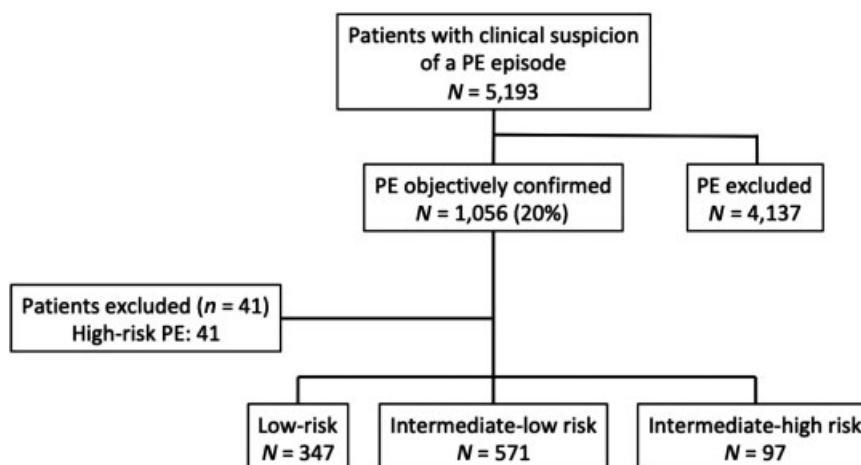 Patients with clinical suspicion
of a PE episode
N = 5,193
PE objectively confirmed
N = 1,056 (20%)
PE excluded
N = 4,137
Patients excluded (n = 41)
High-risk PE: 41
Low-risk
N = 347
Intermediate-low risk
N = 571
Intermediate-high risk
N = 97